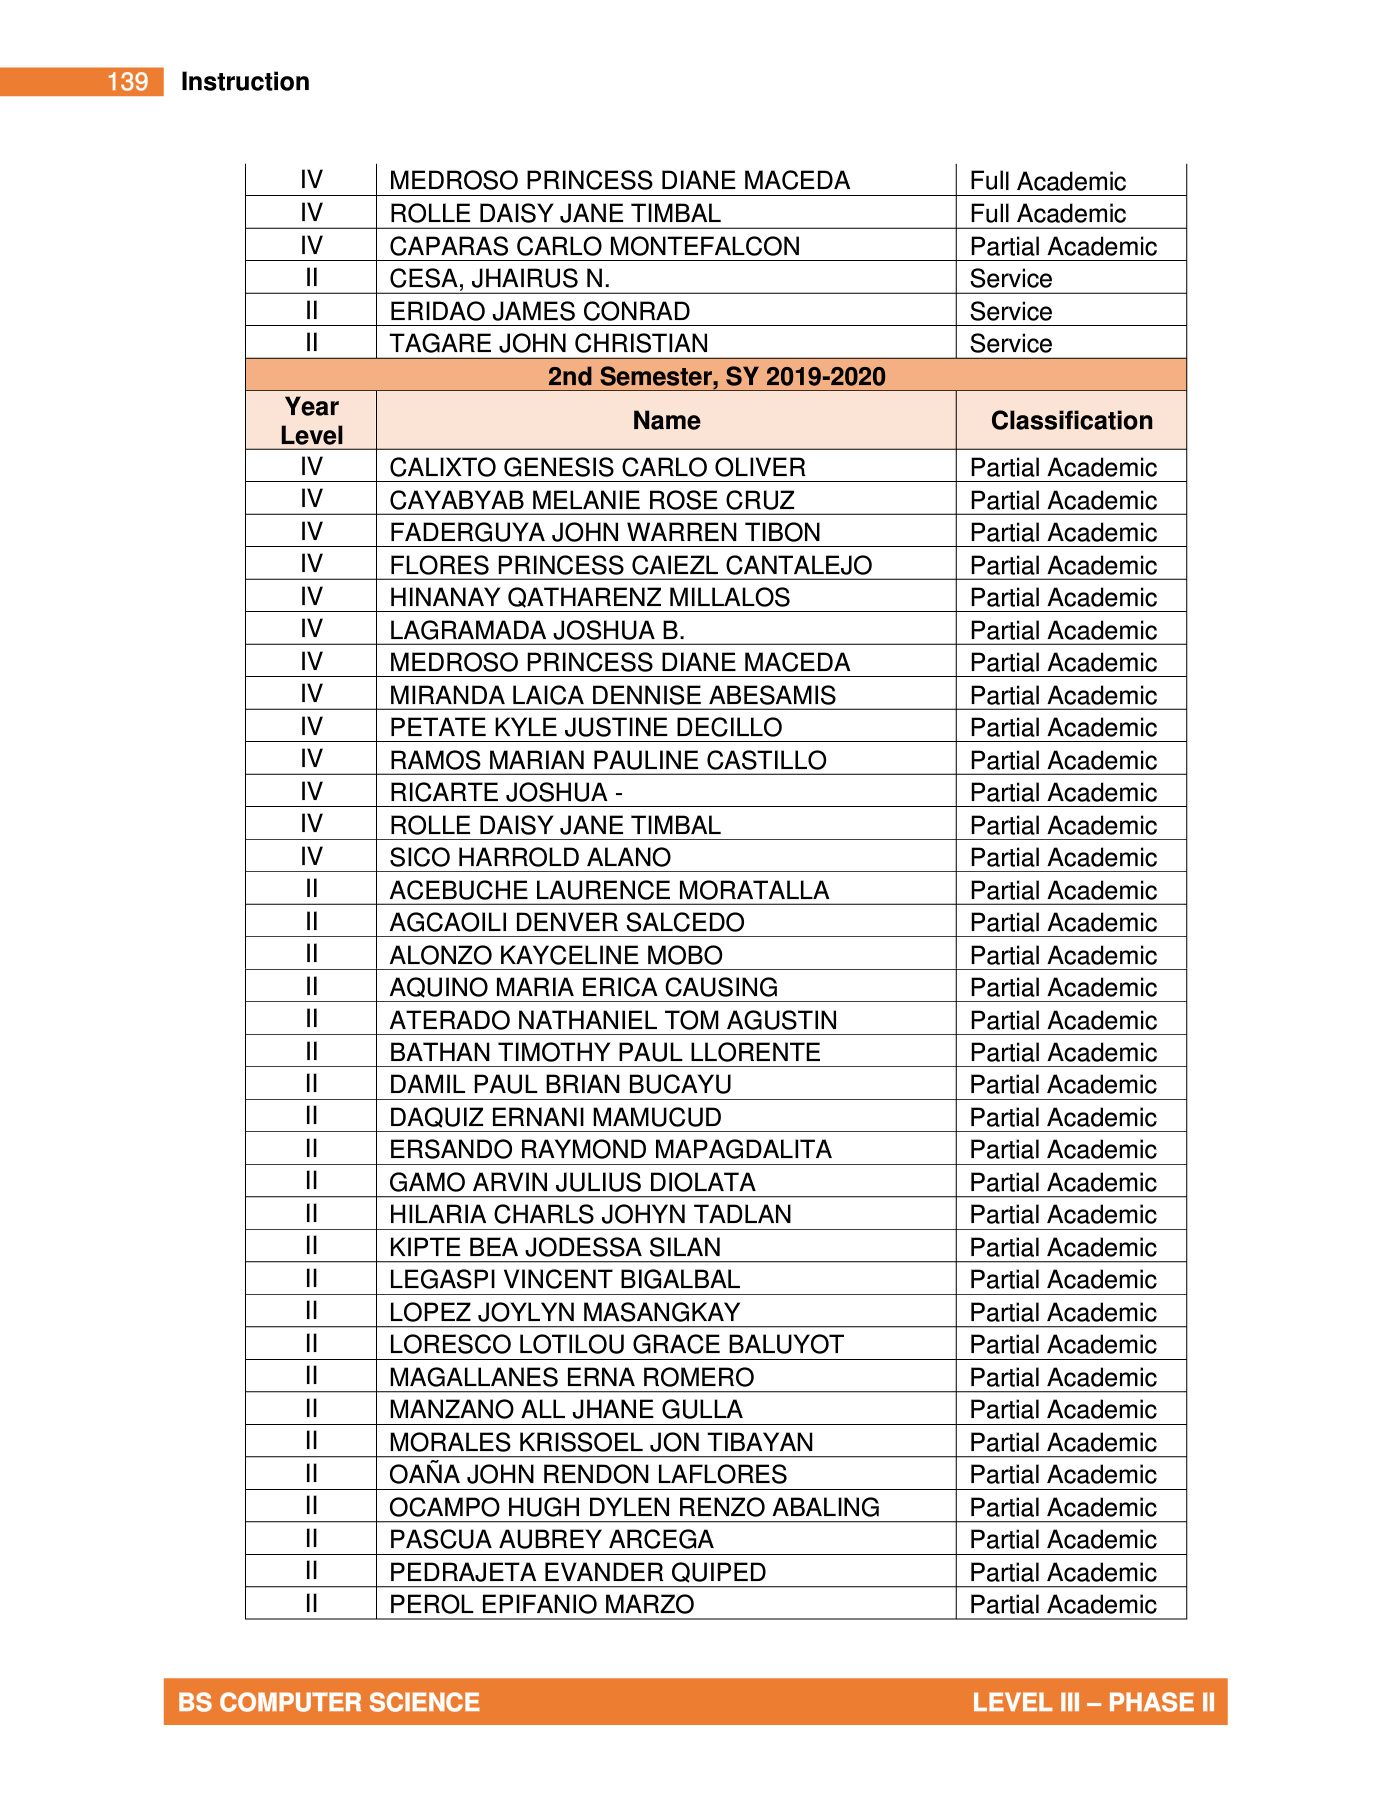 139 Instruction
IV MEDROSO PRINCESS DIANE MACEDA Full Academic
IV ROLLE DAISY JANE TIMBAL Full Academic
IV CAPARAS CARLO MONTEFALCON Partial Academic
II CESA, JHAIRUS N. Service
II ERIDAO JAMES CONRAD Service
II TAGARE JOHN CHRISTIAN Service
2nd Semester, SY 2019-2020
Year
Level Name Classification
IV CALIXTO GENESIS CARLO OLIVER Partial Academic
IV CAYABYAB MELANIE ROSE CRUZ Partial Academic
IV FADERGUYA JOHN WARREN TIBON Partial Academic
IV FLORES PRINCESS CAIEZL CANTALEJO Partial Academic
IV HINANAY QATHARENZ MILLALOS Partial Academic
IV LAGRAMADA JOSHUA B. Partial Academic
IV MEDROSO PRINCESS DIANE MACEDA Partial Academic
IV MIRANDA LAICA DENNISE ABESAMIS Partial Academic
IV PETATE KYLE JUSTINE DECILLO Partial Academic
IV RAMOS MARIAN PAULINE CASTILLO Partial Academic
IV RICARTE JOSHUA - Partial Academic
IV ROLLE DAISY JANE TIMBAL Partial Academic
IV SICO HARROLD ALANO Partial Academic
II ACEBUCHE LAURENCE MORATALLA Partial Academic
II AGCAOILI DENVER SALCEDO Partial Academic
II ALONZO KAYCELINE MOBO Partial Academic
II AQUINO MARIA ERICA CAUSING Partial Academic
II ATERADO NATHANIEL TOM AGUSTIN Partial Academic
II BATHAN TIMOTHY PAUL LLORENTE Partial Academic
II DAMIL PAUL BRIAN BUCAYU Partial Academic
II DAQUIZ ERNANI MAMUCUD Partial Academic
II ERSANDO RAYMOND MAPAGDALITA Partial Academic
II GAMO ARVIN JULIUS DIOLATA Partial Academic
II HILARIA CHARLS JOHYN TADLAN Partial Academic
II KIPTE BEA JODESSA SILAN Partial Academic
II LEGASPI VINCENT BIGALBAL Partial Academic
II LOPEZ JOYLYN MASANGKAY Partial Academic
II LORESCO LOTILOU GRACE BALUYOT Partial Academic
II MAGALLANES ERNA ROMERO Partial Academic
II MANZANO ALL JHANE GULLA Partial Academic
II MORALES KRISSOEL JON TIBAYAN Partial Academic
II OAÑA JOHN RENDON LAFLORES Partial Academic
II OCAMPO HUGH DYLEN RENZO ABALING Partial Academic
II PASCUA AUBREY ARCEGA Partial Academic
II PEDRAJETA EVANDER QUIPED Partial Academic
II PEROL EPIFANIO MARZO Partial Academic
BS COMPUTER SCIENCE LEVEL III – PHASE II